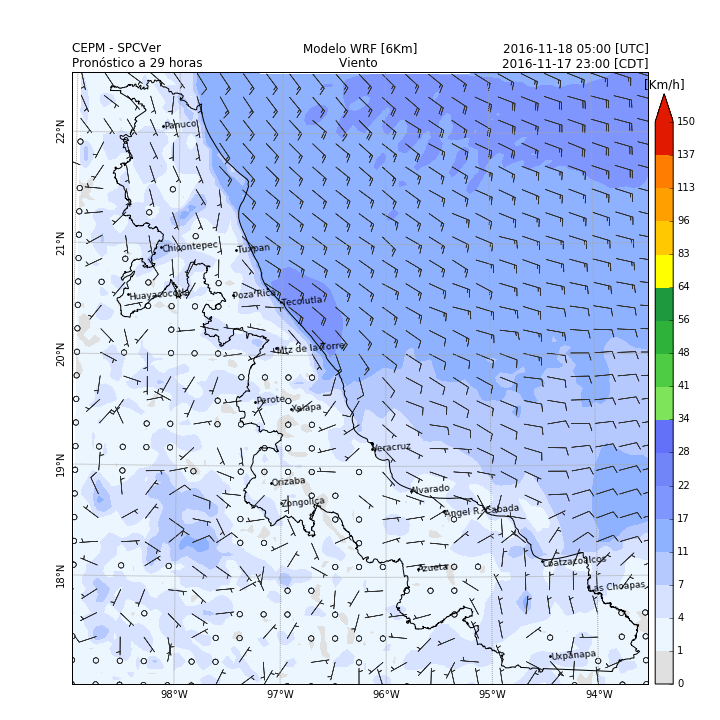 CEPM - SPCVer
Modelo WRF [6Km]
2016-11-18 05:00 [UTC]
Pronóstico a 29 horas
Viento
2016-11-17 23:00 [CDT]
[Km/h]
150
137
113
96
83
64
56
48
41
34
28
22
17
11
7
4
1
0
22°N
21°N
20°N
19°N
18°N
98°W
97°W
96°W
95°W
94°W
Panuco
Chicontepec
Tuxpan
Huayacocotla
Poza Rica
Tecolutla
Mtz de la Torre
Perote
Xalapa
Veracruz
Orizaba
Zongolica
Alvarado
Angel R. Cabada
Azueta
Coatzacoalcos
Las Choapas
Uxpanapa